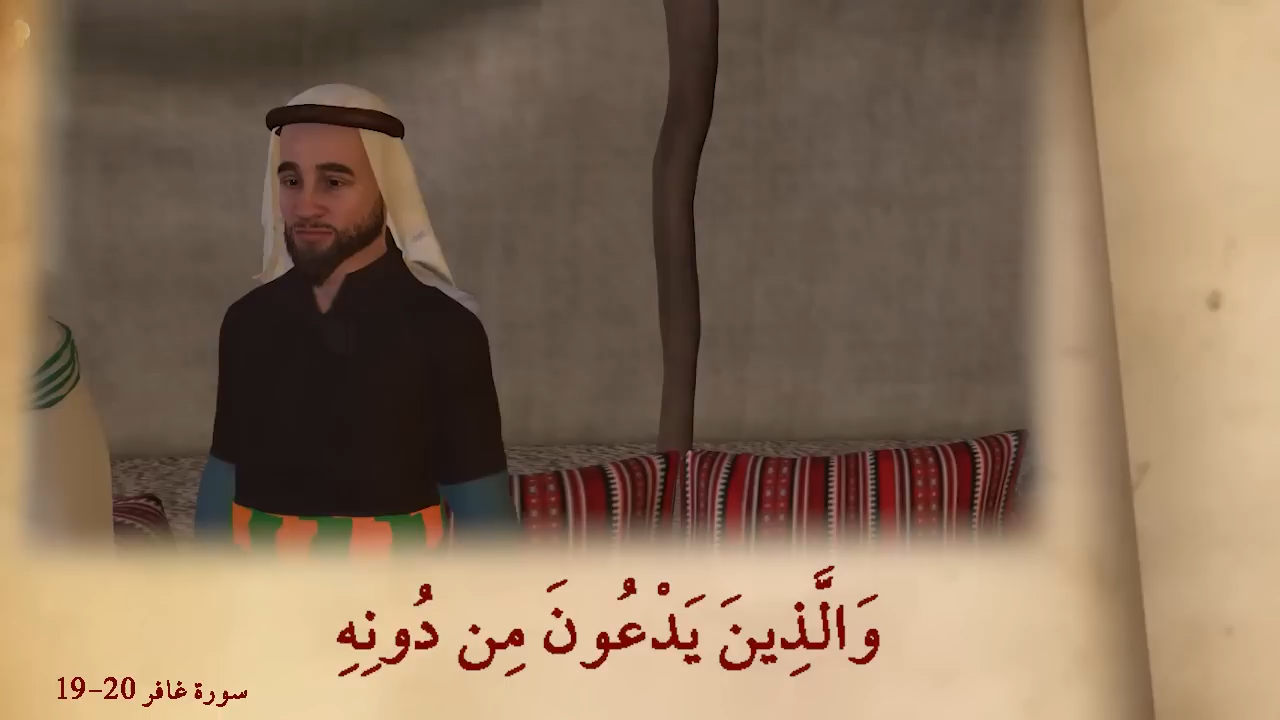 وَالَّذِينَ يَدْعُونَ مِن دُونِهِ
سورة غافر 20-19